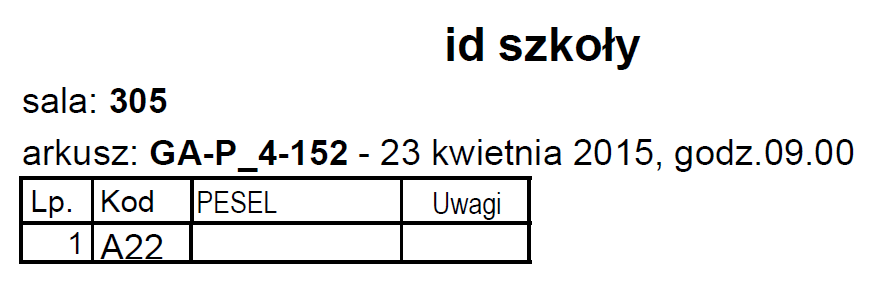 id szkoły
sala: 305
arkusz: GA-P_4-152 - 23 kwietnia 2015, godz.09.00
Lp. Kod PESEL Uwagi
1 A22